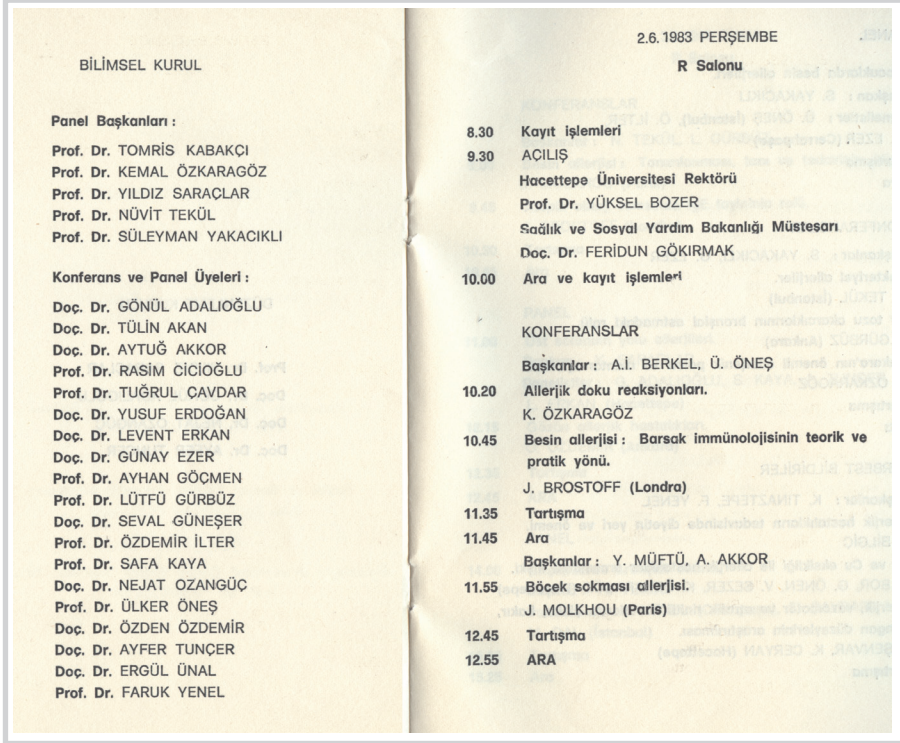 BİLİMSEL KURUL
Panel Başkanları :
Prof. Dr. TOMRİS KABAKÇI
Prof. Dr. KEMAL ÖZKARAGÖZ
Prof. Dr. YILDIZ SARAÇLAR
Prof. Dr. NÜVİT TEKÜL
Prof. Dr. SÜLEYMAN YAKACIKLI
Konferans ve Panel Üyeleri :
Doç. Dr. GÖNÜL ADALIOĞLU
Doç. Dr. TÜLİN AKAN
Doç. Dr. AYTUĞ AKKOR
Prof. Dr. RASİM CİCİOĞLU
Prof. Dr. TUĞRUL ÇAVDAR
Doç. Dr. YUSUF ERDOĞAN
Doç. Dr. LEVENT ERKAN
Doç. Dr. GÜNAY EZER
Prof. Dr. AYHAN GÖÇMEN
Prof. Dr. LÜTFÜ GÜRBÜZ
Doç. Dr. SEVAL GÜNEŞER
Prof. Dr. ÖZDEMİR İLTER
Prof. Dr. SAFA KAYA
Doç. Dr. NEJAT OZANGÜÇ
Prof. Dr. ÜLKER ÖNEŞ
Doç. Dr. ÖZDEN ÖZDEMİR
Doç. Dr. AYFER TUNÇER
Doç. Dr. ERGÜL ÜNAL
Prof. Dr. FARUK YENEL
2.6.1983 PERŞEMBE
R Salonu
8.30 Kayıt işlemleri
9.30 AÇILIŞ
Hacettepe Üniversitesi Rektörü
Prof. Dr. YÜKSEL BOZER
Sağlık ve Sosyal Yardım Bakanlığı Müsteşarı
Doç. Dr. FERİDUN GÖKIRMAK
10.00 Ara ve kayıt işlemleri
KONFERANSLAR
Başkanlar : A.İ. BERKEL, Ü. ÖNEŞ
10.20 Allerjik doku reaksiyonları.
K. ÖZKARAGÖZ
10.45 Besin allerjisi : Barsak immünolojisinin teorik ve
pratik yönü.
J. BROSTOFF (Londra)
11.35 Tartışma
11.45 Ara
Başkanlar : Y. MÜFTÜ, A. AKKOR
11.55 Böcek sokması allerjisi.
J. MOLKHOU (Paris)
12.45 Tartışma
12.55 ARA